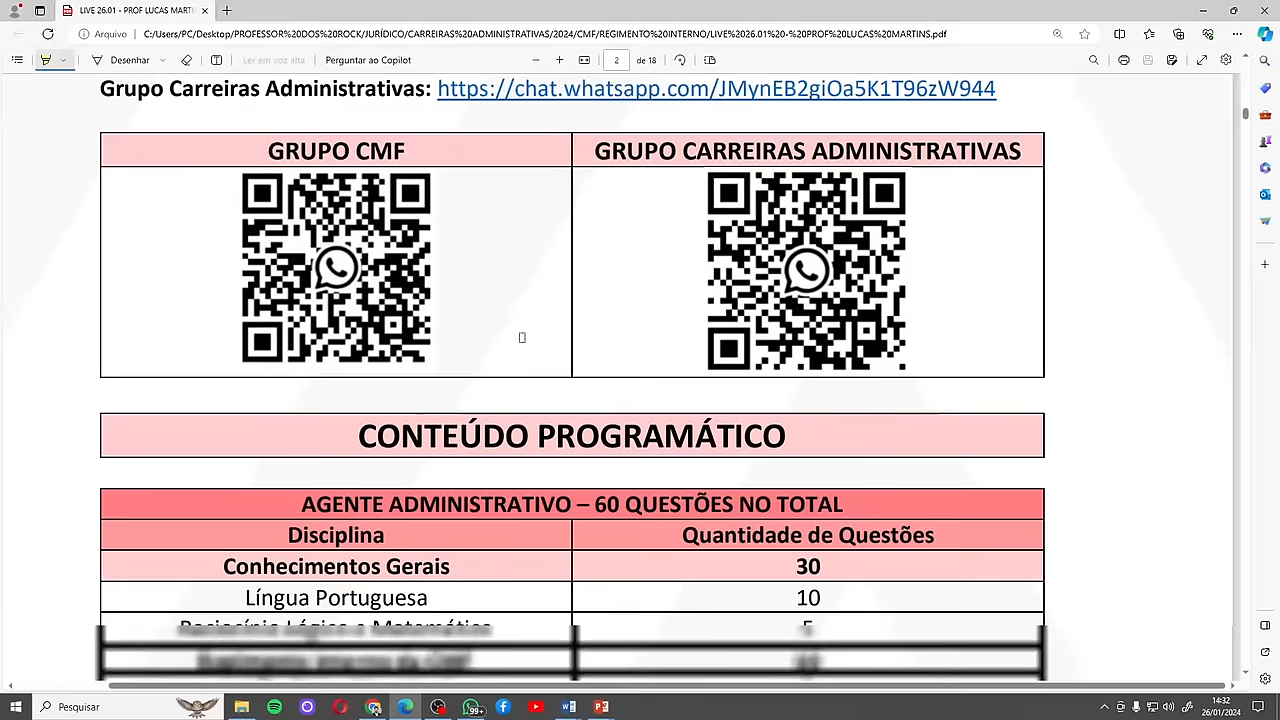 LIVE 26.01 • PROF LUCAS MARTINS
Arquivo
C:/Users/PC/Desktop/PROFESSOR%20DOS%20ROCK/JURÍDICO/CARREIRAS%20ADMINISTRATIVAS/2024/CMF/REGIMENTO%20INTERNO/LIVE%2026.01%20-%20PROF%20LUCAS%20MARTINS.pdf
Desenhar
Ler em voz alta
Perguntar ao Copilot
2 de 18
Grupo Carreiras Administrativas: https://chat.whatsapp.com/JMynEB2giOa5K1T96zW944
GRUPO CMF
GRUPO CARREIRAS ADMINISTRATIVAS
CONTEÚDO PROGRAMÁTICO
AGENTE ADMINISTRATIVO – 60 QUESTÕES NO TOTAL
Disciplina
Quantidade de Questões
Conhecimentos Gerais
30
Língua Portuguesa
10
Pesquisar
99+
14:32
26/01/2024